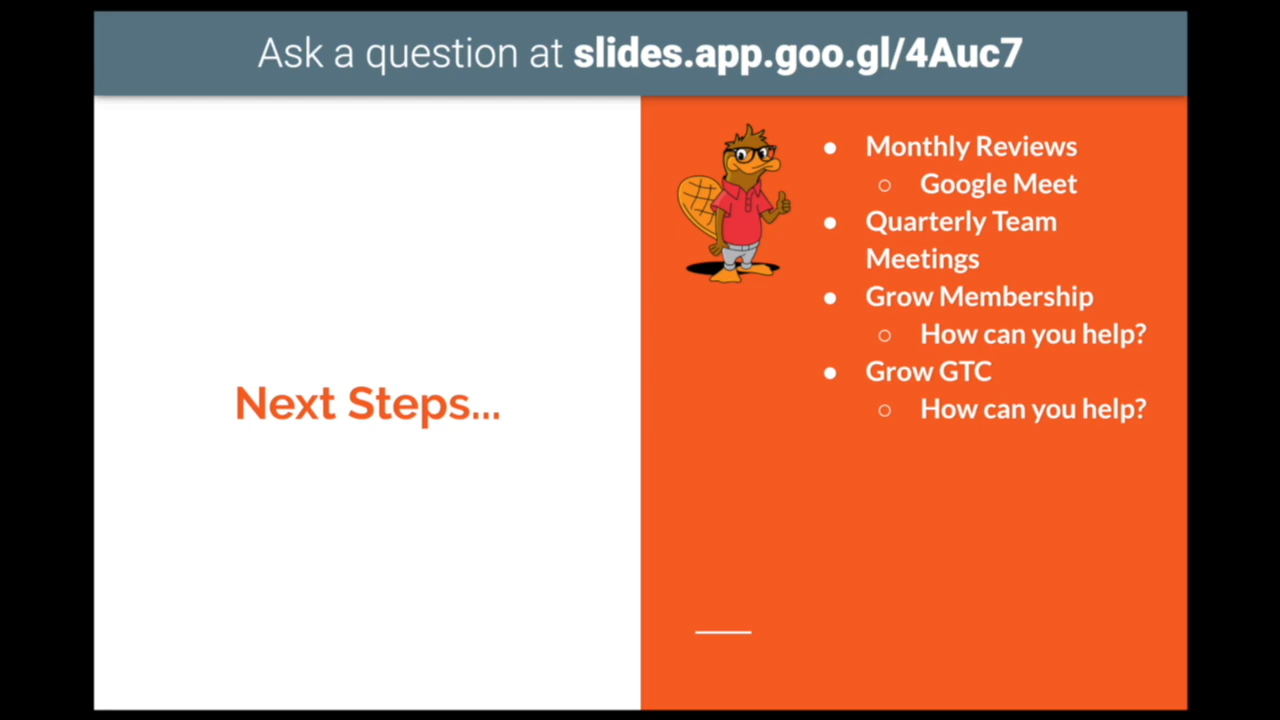 Ask a question at slides.app.goo.gl/4Auc7
Next Steps...
● Monthly Reviews
○ Google Meet
● Quarterly Team
Meetings
● Grow Membership
○ How can you help?
● Grow GTC
○ How can you help?